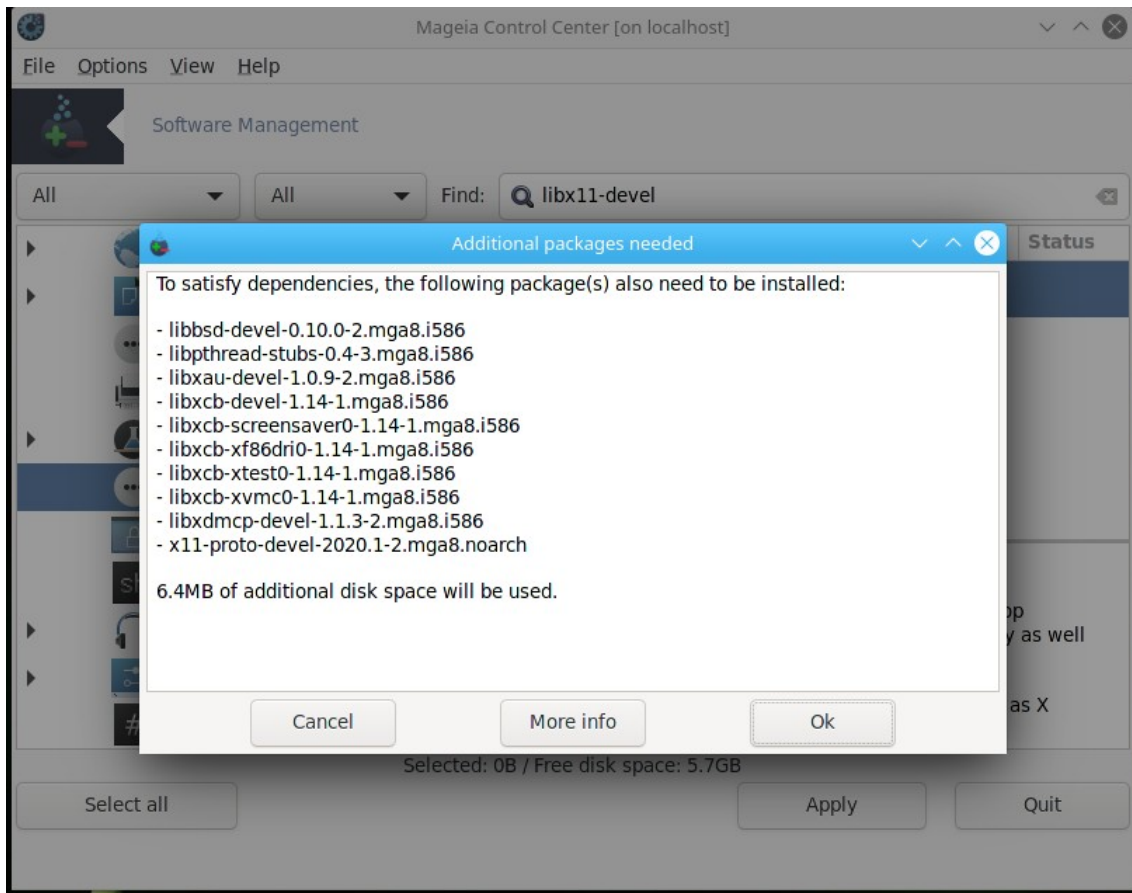 Mageia Control Center [on localhost]
File Options View Help
Software Management
All All Find: libx11-devel
Additional packages needed
Status
To satisfy dependencies, the following package(s) also need to be installed:
- libbsd-devel-0.10.0-2.mga8.i586
- libpthread-stubs-0.4-3.mga8.i586
- libxau-devel-1.0.9-2.mga8.i586
- libxcb-devel-1.14-1.mga8.i586
- libxcb-screensaver0-1.14-1.mga8.i586
- libxcb-xf86dri0-1.14-1.mga8.i586
- libxcb-xtest0-1.14-1.mga8.i586
- libxcb-xvmc0-1.14-1.mga8.i586
- libxdmcp-devel-1.1.3-2.mga8.i586
- x11-proto-devel-2020.1-2.mga8.noarch
6.4MB of additional disk space will be used.
as well
as X
Cancel More info Ok
Selected: 0B / Free disk space: 5.7GB
Select all Apply Quit